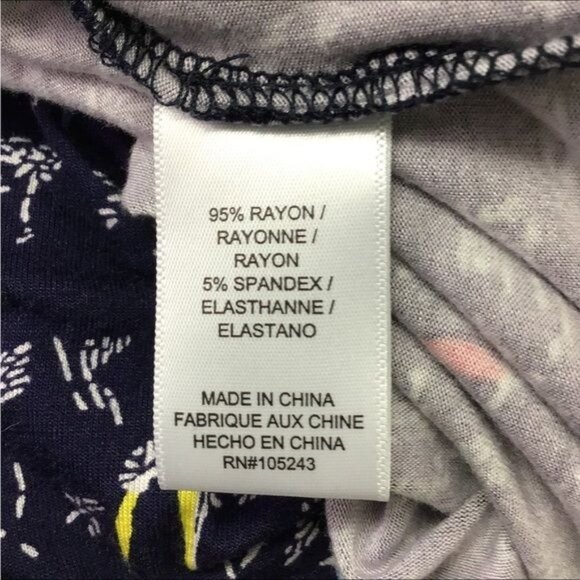 95% RAYON /
RAYONNE /
RAYON
5% SPANDEX /
ELASTHANNE /
ELASTANO
MADE IN CHINA
FABRIQUE AUX CHINE
HECHO EN CHINA
RN#105243